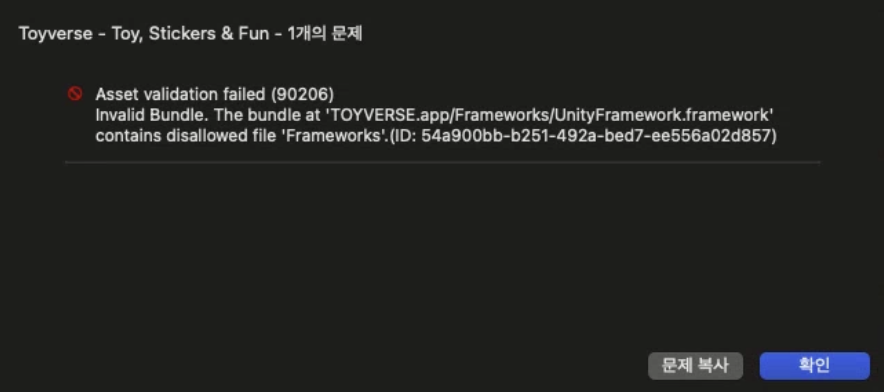 Toyverse - Toy, Stickers & Fun - 1개의 문제
Asset validation failed (90206)
Invalid Bundle. The bundle at 'TOYVERSE.app/Frameworks/UnityFramework.framework'
contains disallowed file 'Frameworks'.(ID: 54a900bb-b251-492a-bed7-ee556a02d857)
문제 복사
확인